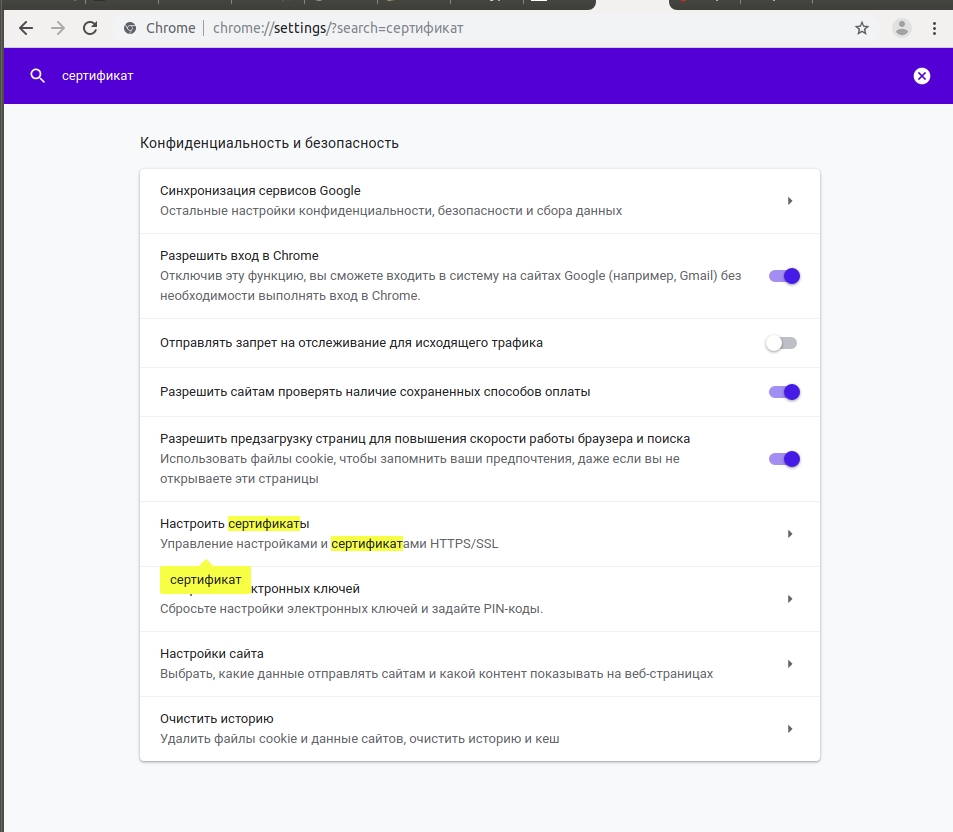 Chrome | chrome://settings/?search=сертификат
сертификат
Конфиденциальность и безопасность
Синхронизация сервисов Google
Остальные настройки конфиденциальности, безопасности и сбора данных
Разрешить вход в Chrome
Отключив эту функцию, вы сможете входить в систему на сайтах Google (например, Gmail) без
необходимости выполнять вход в Chrome.
Отправлять запрет на отслеживание для исходящего трафика
Разрешить сайтам проверять наличие сохраненных способов оплаты
Разрешить предзагрузку страниц для повышения скорости работы браузера и поиска
Использовать файлы cookie, чтобы запомнить ваши предпочтения, даже если вы не
открываете эти страницы
Настроить сертификаты
Управление настройками и сертификатами HTTPS/SSL
сертификат
ключей
Сбросьте настройки электронных ключей и задайте PIN-коды.
Настройки сайта
Выбрать, какие данные отправлять сайтам и какой контент показывать на веб-страницах
Очистить историю
Удалить файлы cookie и данные сайтов, очистить историю и кеш